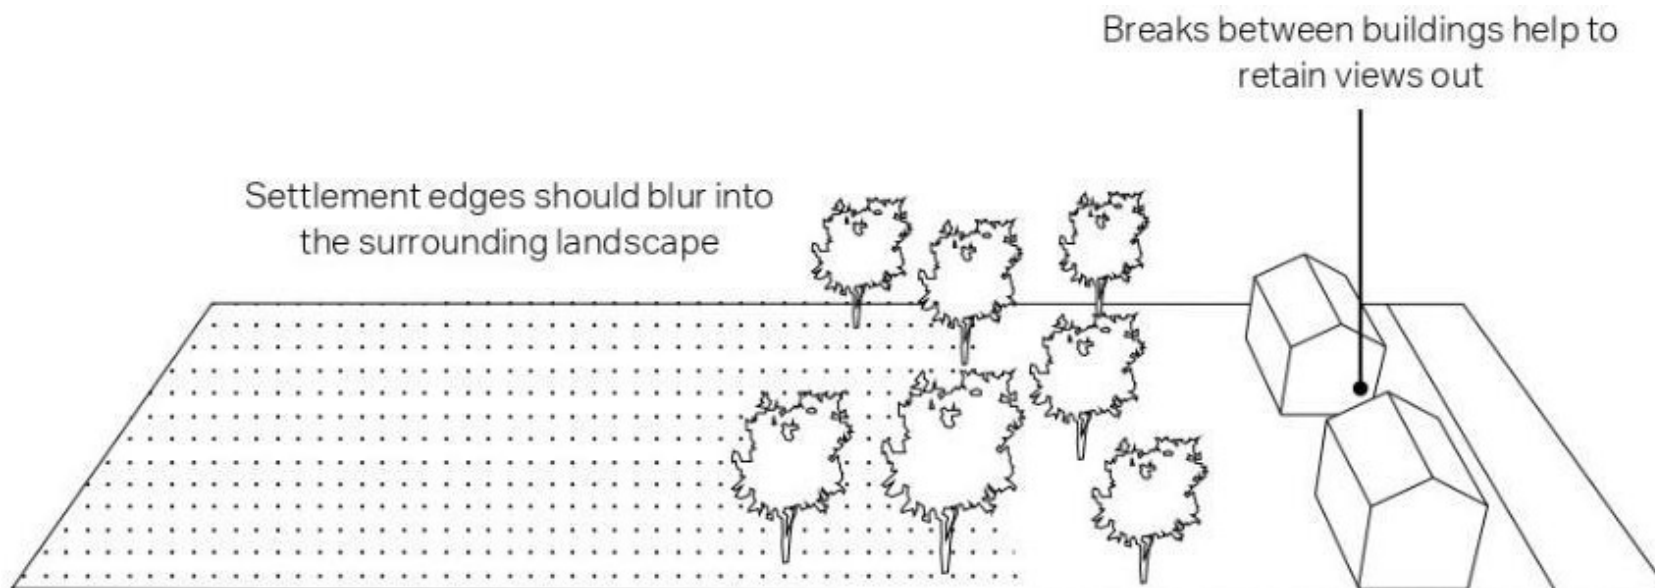 Breaks between buildings help to
retain views out
Settlement edges should blur into
the surrounding landscape